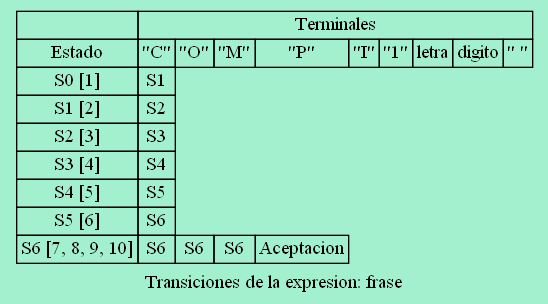 Terminales
Estado "C" "O" "M" "P" "I" "1" letra digito " "
S0 [1] S1
S1 [2] S2
S2 [3] S3
S3 [4] S4
S4 [5] S5
S5 [6] S6
S6 [7, 8, 9, 10] S6 S6 S6 Aceptacion
Transiciones de la expresion: frase